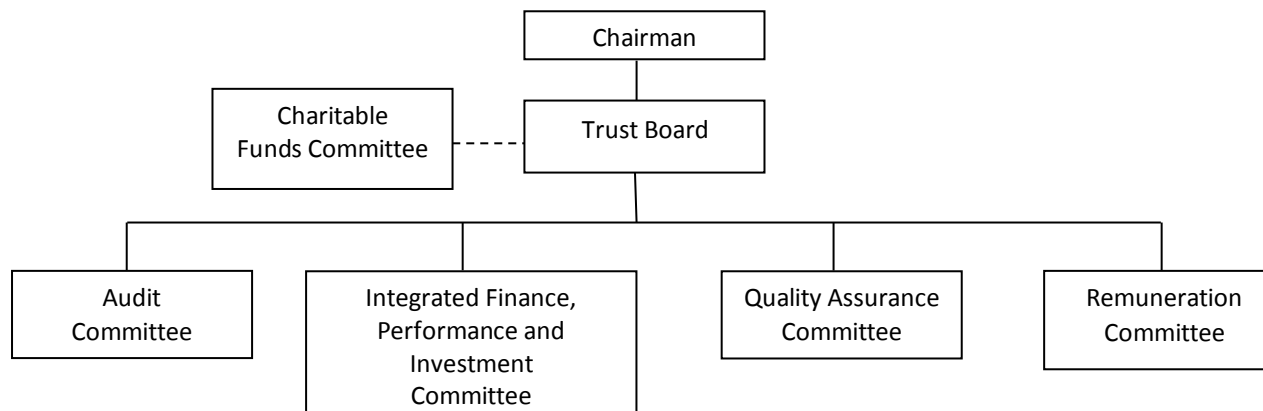 Chairman
Charitable
Funds Committee
Trust Board
Audit
Committee
Integrated Finance,
Performance and
Investment
Committee
Quality Assurance
Committee
Remuneration
Committee